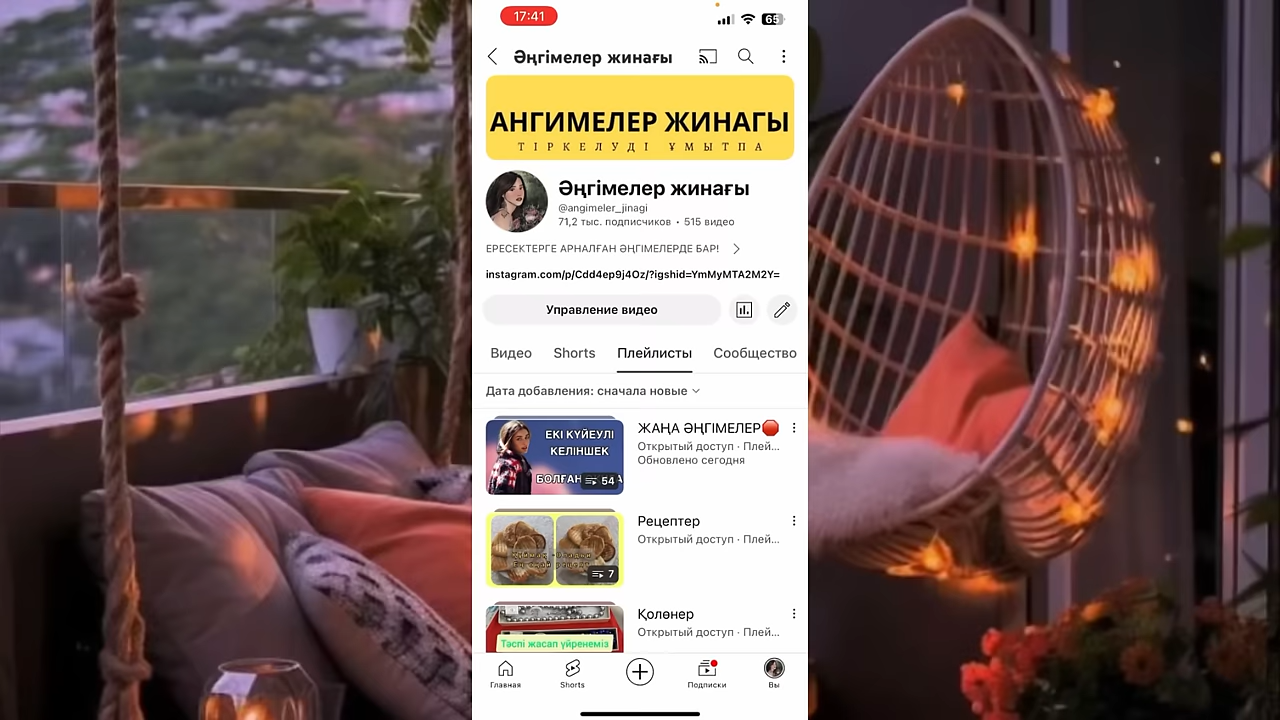 17:41
65
Әңгімелер жинағы
АНГИМЕЛЕР ЖИНАГЫ
ТІРКЕЛУДІ ҰМЫТПА
Әңгімелер жинағы
@angimeler_jinagi
71,2 тыс. подписчиков • 515 видео
ЕРЕСЕКТЕРГЕ АРНАЛҒАН ӘҢГІМЕЛЕРДЕ БАР!
instagram.com/p/Cdd4ep9j4Oz/?igshid=YmMyMTA2M2Y=
Управление видео
Видео Shorts Плейлисты Сообщество
Дата добавления: сначала новые
ЕКІ КҮЙЕУЛІ
КЕЛІНШЕК
54
ЖАҢА ӘҢГІМЕЛЕР
Открытый доступ · Плей...
Обновлено сегодня
7
Рецептер
Открытый доступ · Плей...
Тәспі жасап үйренеміз
Қолөнер
Открытый доступ · Плей...
Главная Shorts Подписки Вы